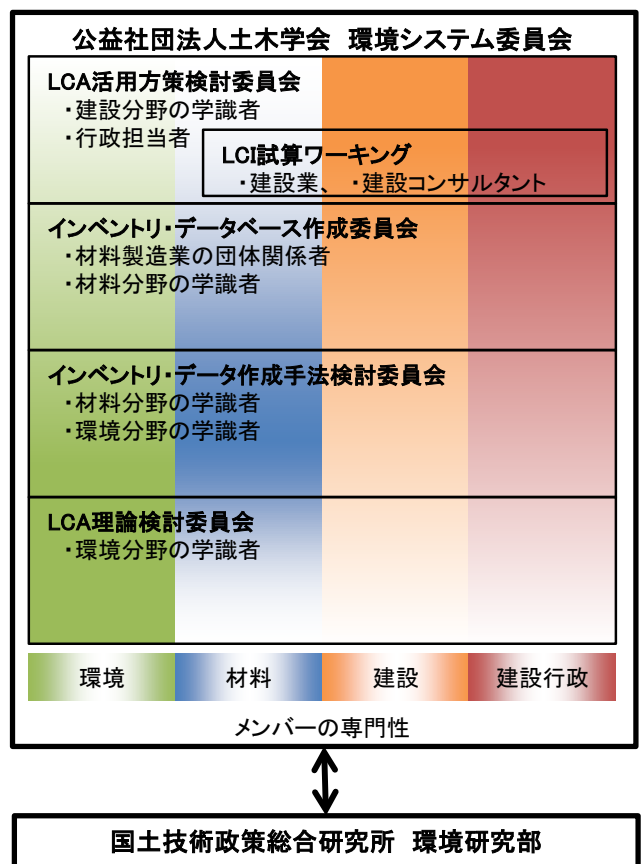 公益社団法人土木学会 環境システム委員会
LCA活用方策検討委員会
・建設分野の学識者
・行政担当者
LCI試算ワーキング
・建設業、 ・建設コンサルタント
インベントリ・データベース作成委員会
・材料製造業の団体関係者
・材料分野の学識者
インベントリ・データ作成手法検討委員会
・材料分野の学識者
・環境分野の学識者
LCA理論検討委員会
・環境分野の学識者
環境 材料 建設 建設行政
メンバーの専門性
国土技術政策総合研究所 環境研究部